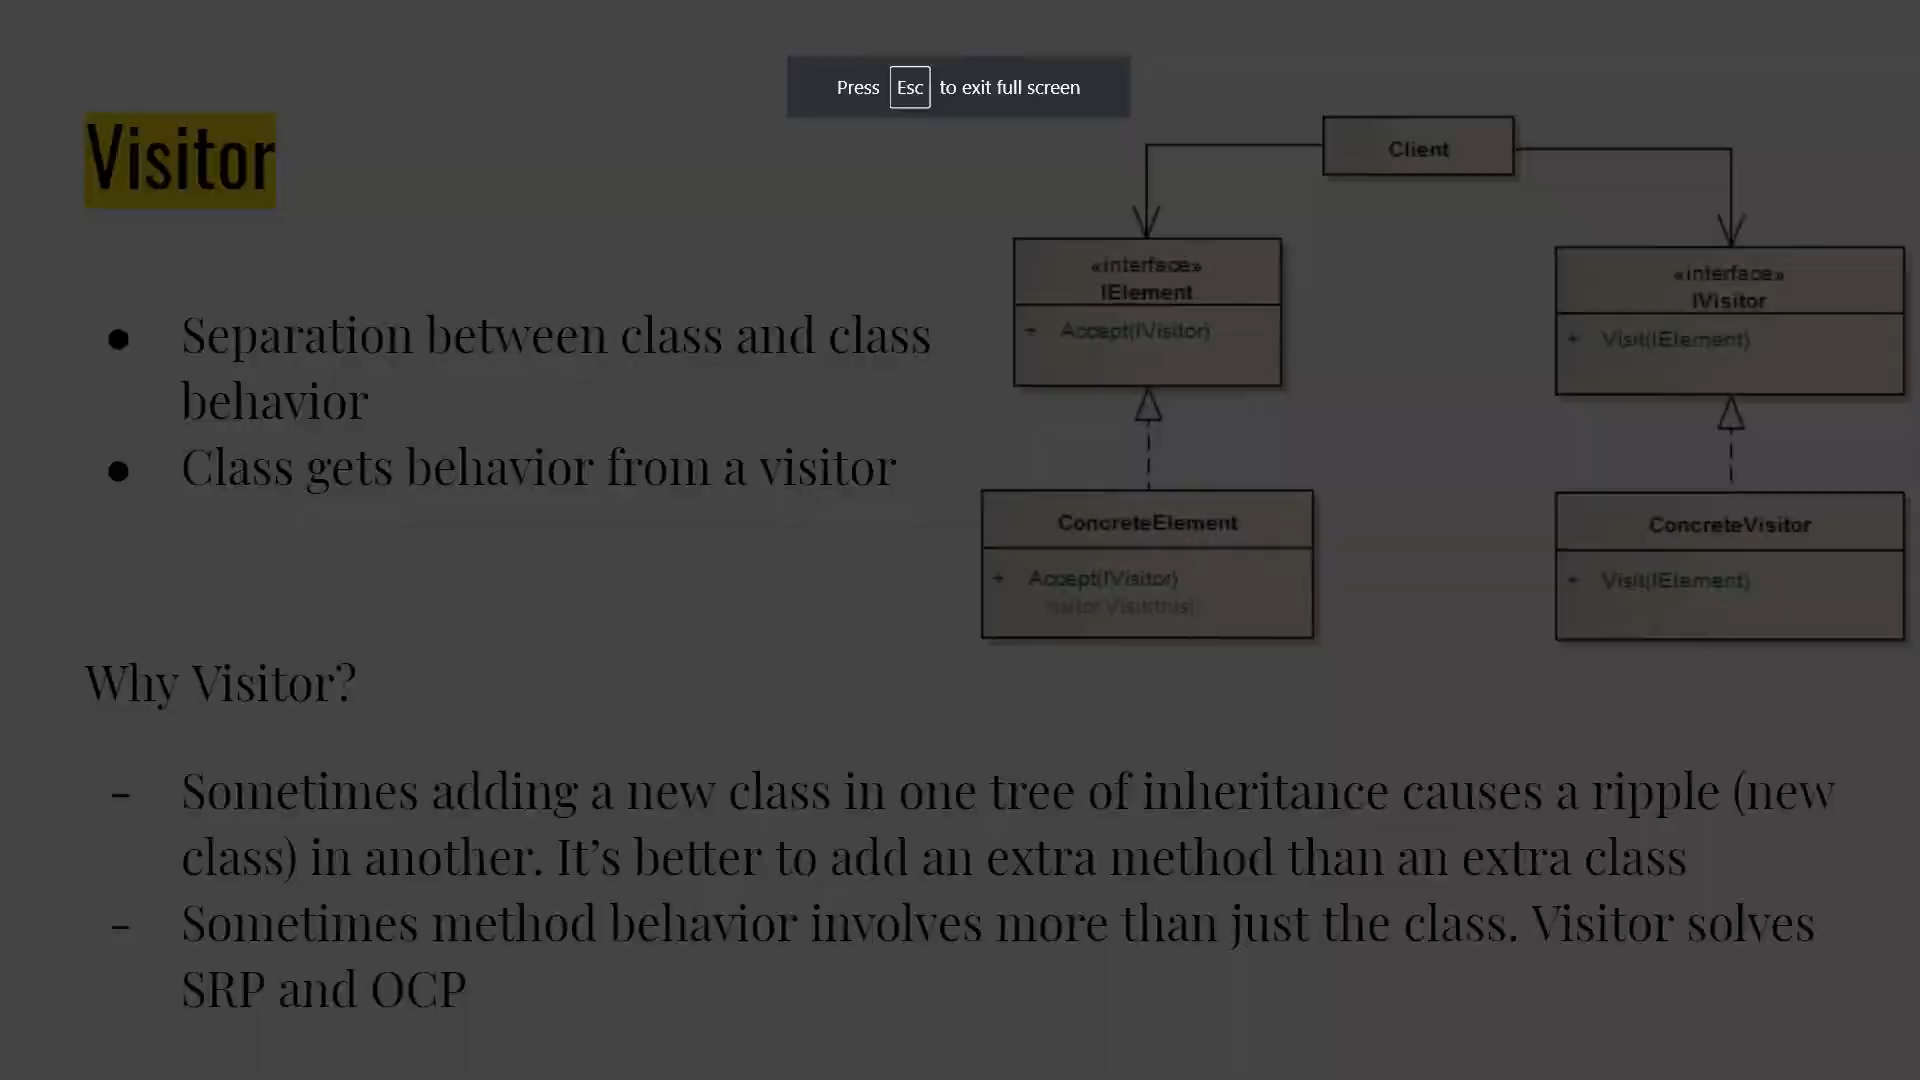 Press Esc to exit full screen
Visitor
● Separation between class and class
behavior
● Class gets behavior from a visitor
Client
«interface»
IElement
+ Accept(IVisitor)
«interface»
IVisitor
+ Visit(IElement)
ConcreteElement
+ Accept(IVisitor)
visitor.Visit(this)
ConcreteVisitor
+ Visit(IElement)
Why Visitor?
- Sometimes adding a new class in one tree of inheritance causes a ripple (new
class) in another. It’s better to add an extra method than an extra class
- Sometimes method behavior involves more than just the class. Visitor solves
SRP and OCP